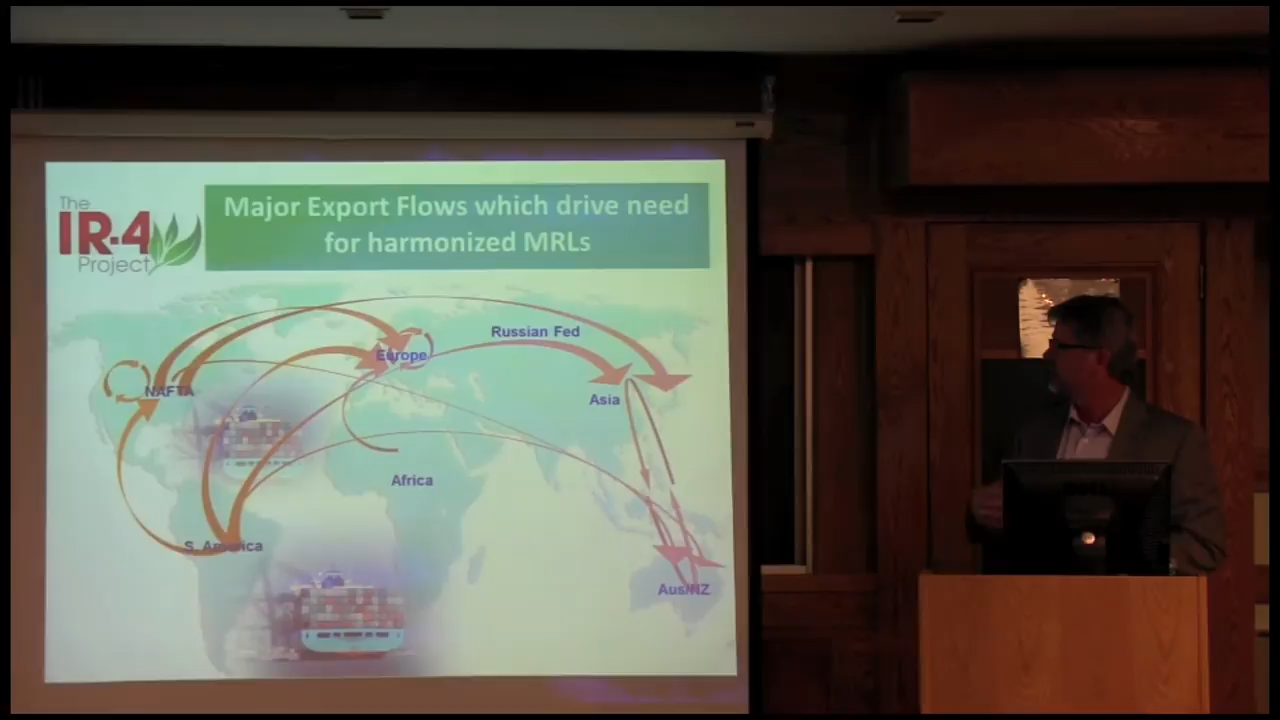 The
IR-4
Project
Major Export Flows which drive need
for harmonized MRLs
Russian Fed
Europe
NAFTA
Asia
Africa
S. America
Aus/NZ